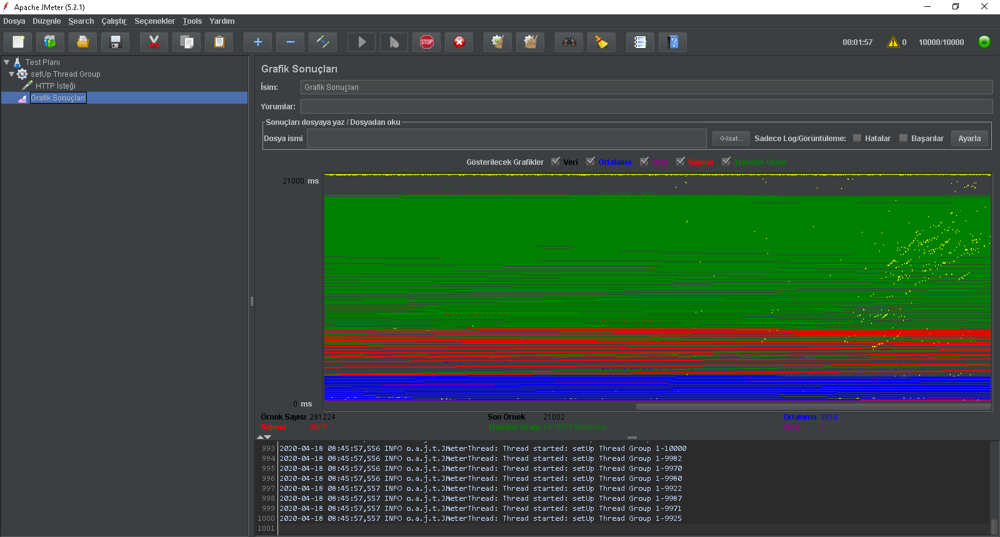 Apache JMeter (5.2.1)
Dosya Düzenle Search Çalıştır Seçenekler Tools Yardım
STOP 00:01:57 0 10000/10000
Test Planı
setUp Thread Group
HTTP İsteği
Grafik Sonuçları
Grafik Sonuçları
İsim: Grafik Sonuçları
Yorumlar:
Sonuçları dosyaya yaz / Dosyadan oku
Dosya ismi Gözat... Sadece Log/Görüntüleme: Hatalar Başarılar Ayarla
Gösterilecek Grafikler Veri Ortalama Orta Sapma Transfer Oranı
21000 ms
0 ms
Örnek Sayısı 291224 Son Örnek 21002 Ortalama 3610
Sapma Transfer Oranı Orta
993 2020-04-18 08:45:57,556 INFO o.a.j.t.JMeterThread: Thread started: setUp Thread Group 1-10000
994 2020-04-18 08:45:57,556 INFO o.a.j.t.JMeterThread: Thread started: setUp Thread Group 1-9982
995 2020-04-18 08:45:57,556 INFO o.a.j.t.JMeterThread: Thread started: setUp Thread Group 1-9970
996 2020-04-18 08:45:57,556 INFO o.a.j.t.JMeterThread: Thread started: setUp Thread Group 1-9980
997 2020-04-18 08:45:57,557 INFO o.a.j.t.JMeterThread: Thread started: setUp Thread Group 1-9922
998 2020-04-18 08:45:57,557 INFO o.a.j.t.JMeterThread: Thread started: setUp Thread Group 1-9987
999 2020-04-18 08:45:57,557 INFO o.a.j.t.JMeterThread: Thread started: setUp Thread Group 1-9971
1000 2020-04-18 08:45:57,557 INFO o.a.j.t.JMeterThread: Thread started: setUp Thread Group 1-9925
1001